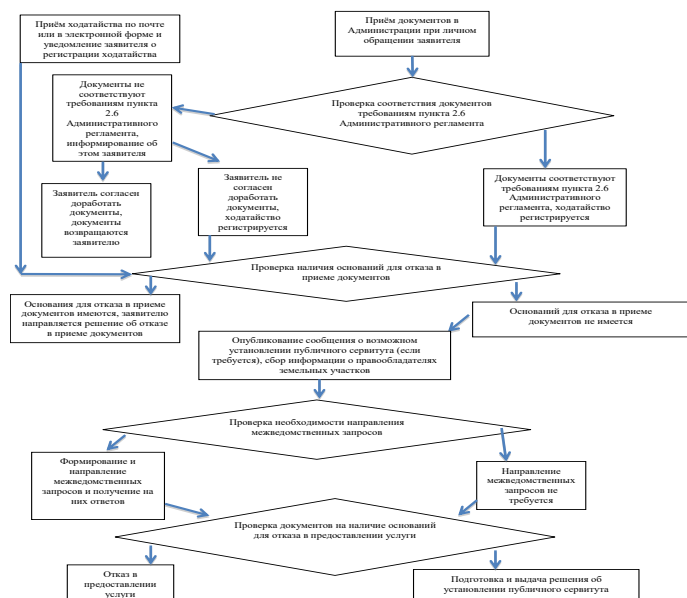 Приём ходатайства по почте
или в электронной форме и
уведомление заявителя о
регистрации ходатайства
Приём документов в
Администрации при личном
обращении заявителя
Документы не
соответствуют
требованиям пункта
2.6
Административного
регламента,
информирование об
этом заявителя
Проверка соответствия документов
требованиям пункта 2.6
Административного регламента
Заявитель согласен
доработать
документы,
документы
возвращаются
заявителю
Заявитель не
согласен
доработать
документы,
ходатайство
регистрируется
Документы соответствуют
требованиям пункта 2.6
Административного
регламента, ходатайство
регистрируется
Проверка наличия оснований для отказа в
приеме документов
Основания для отказа в приеме
документов имеются, заявителю
направляется решение об отказе
в приеме документов
Оснований для отказа в приеме
документов не имеется
Опубликование сообщения о возможном
установлении публичного сервитута (если
требуется), сбор информации о правообладателях
земельных участков
Проверка необходимости направления
межведомственных запросов
Формирование и
направление
межведомственных
запросов и получение на
них ответов
Направление
межведомственных
запросов не
требуется
Проверка документов на наличие оснований
для отказа в предоставлении услуги
Отказ в
предоставлении
услуги
Подготовка и выдача решения об
установлении публичного сервитута